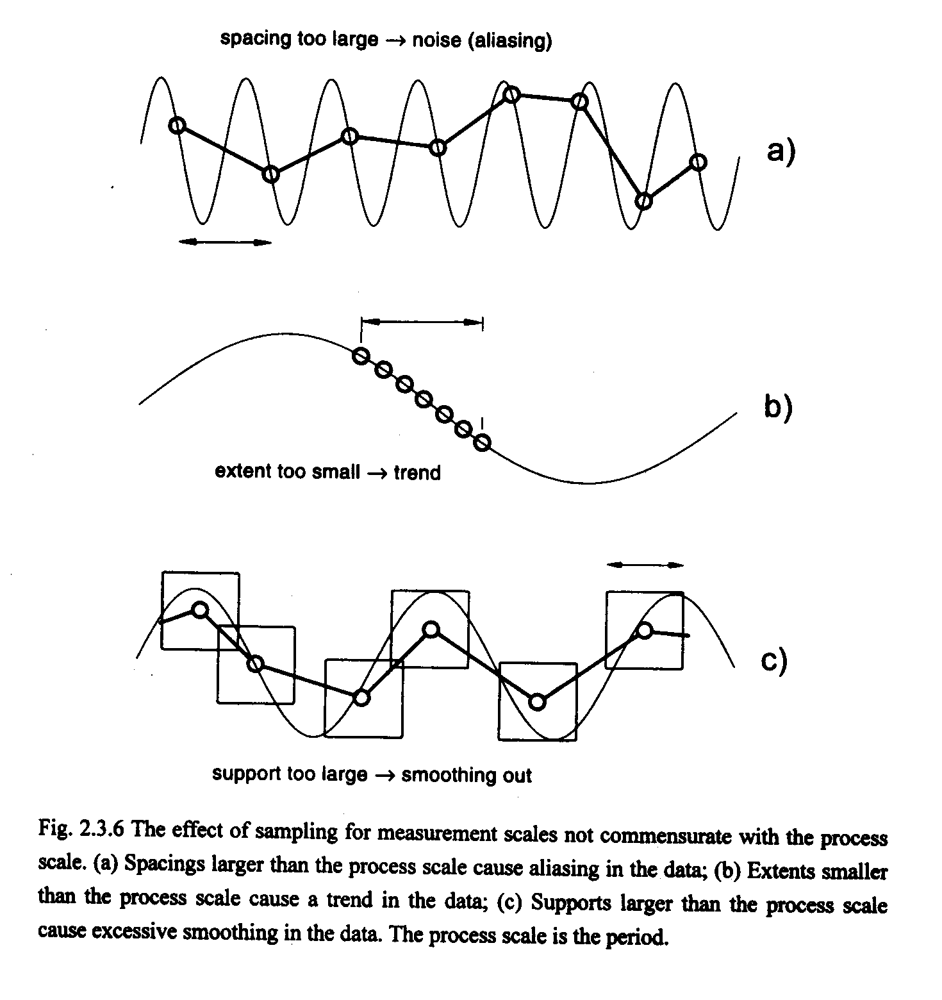 spacing too large → noise (aliasing)
a)
b)
extent too small → trend
c)
support too large → smoothing out
Fig. 2.3.6 The effect of sampling for measurement scales not commensurate with the process
scale. (a) Spacings larger than the process scale cause aliasing in the data; (b) Extents smaller
than the process scale cause a trend in the data; (c) Supports larger than the process scale
cause excessive smoothing in the data. The process scale is the period.